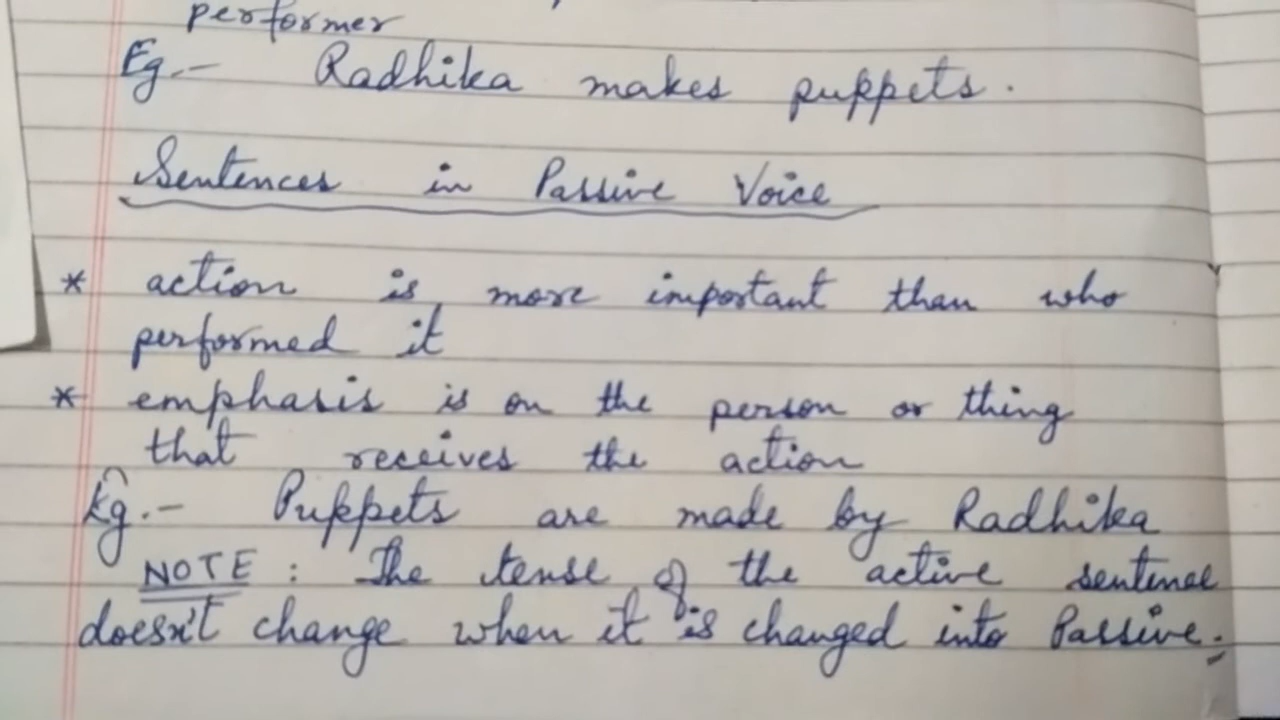 performer
Eg.- Radhika makes puppets.
Sentences in Passive Voice
* action is more important than who
performed it
* emphasis is on the person or thing
that receives the action
Eg.- Puppets are made by Radhika
NOTE : The tense of the active sentence
doesn't change when it is changed into Passive.